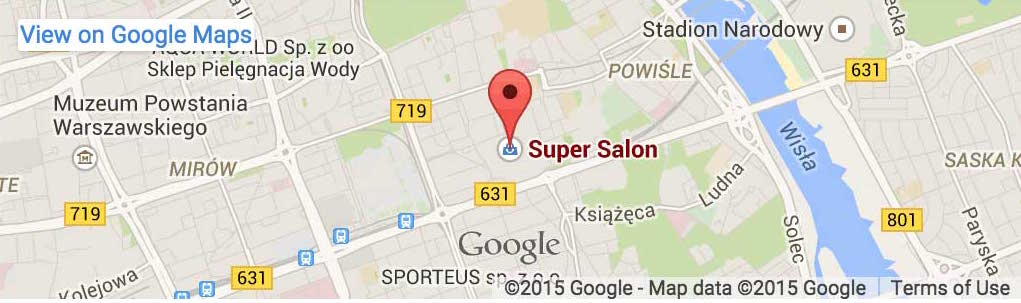 View on Google Maps
AQUA WORLD Sp. z oo
Sklep Pielęgnacja Wody
Stadion Narodowy
POWIŚLE
631
Muzeum Powstania
Warszawskiego
719
MIRÓW
Super Salon
Wisła
SASKA K
TE
719
631
Książęca
Ludna
Solec
801
Paryska
Google
Kolejowa
631
SPORTEUS sp. z o.o.
©2015 Google - Map data ©2015 Google
Terms of Use